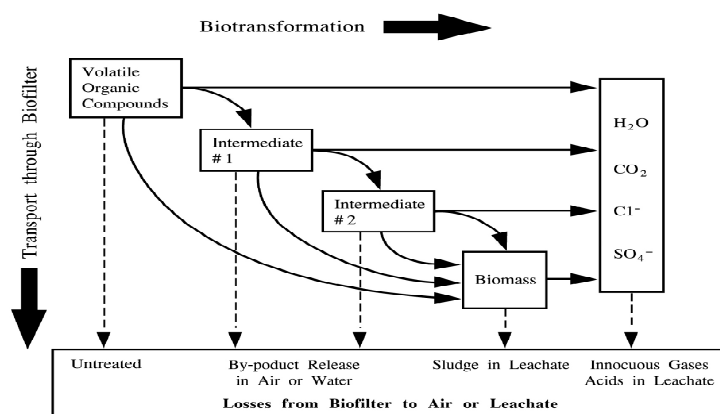 Biotransformation
Transport through Biofilter
Volatile
Organic
Compounds
Intermediate
# 1
Intermediate
#2
Biomass
H₂O
CO₂
Cl⁻
SO₄⁻
Untreated
By-poduct Release
in Air or Water
Sludge in Leachate
Innocuous Gases
Acids in Leachate
Losses from Biofilter to Air or Leachate